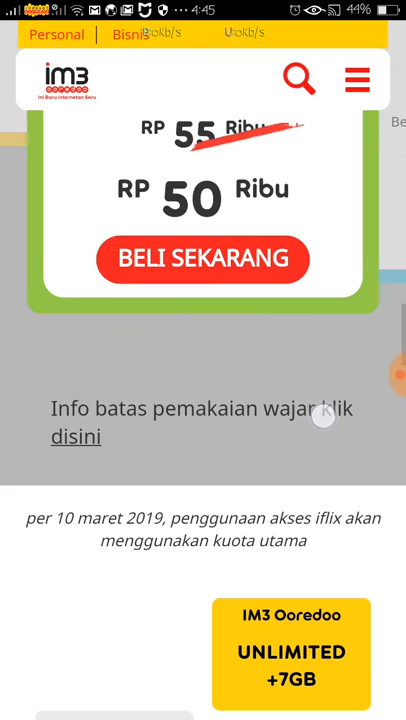 4:45
44%
Personal | Bisnis
U:0Kb/s
im3
ooredoo
Ini Baru Internetan Seru
Be
RP 55 Ribu
RP 50 Ribu
BELI SEKARANG
Info batas pemakaian wajar klik
disini
per 10 maret 2019, penggunaan akses iflix akan
menggunakan kuota utama
IM3 Ooredoo
UNLIMITED
+7GB